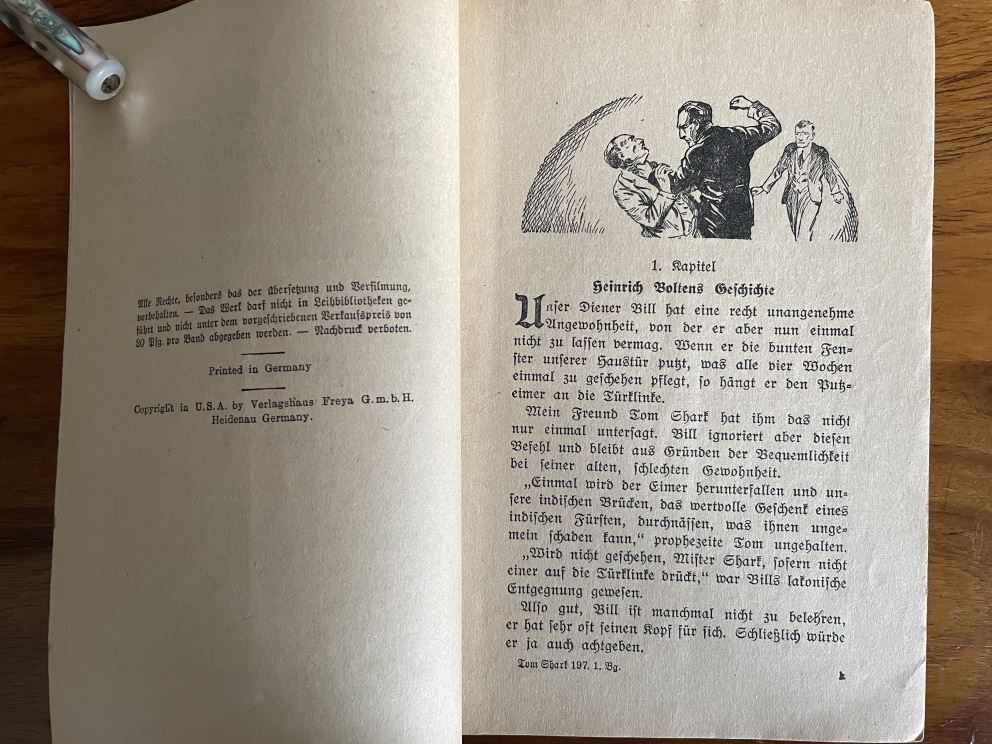 Alle Rechte, besonders das der Übersetzung und Verfilmung,
vorbehalten. — Das Werk darf nicht in Leihbibliotheken ge-
führt und nicht unter dem vorgeschriebenen Verkaufspreis von
20 Pfg. pro Band abgegeben werden. — Nachdruck verboten.
Printed in Germany
Copyright in U.S.A. by Verlagshaus Freya G.m.b.H.
Heidenau Germany.
1. Kapitel
Heinrich Boltens Geschichte
Unser Diener Bill hat eine recht unangenehme
Angewohnheit, von der er aber nun einmal
nicht zu lassen vermag. Wenn er die bunten Fen-
ster unserer Haustür putzt, was alle vier Wochen
einmal zu geschehen pflegt, so hängt er den Putz-
eimer an die Türklinke.
Mein Freund Tom Shark hat ihm das nicht
nur einmal untersagt. Bill ignoriert aber diesen
Befehl und bleibt aus Gründen der Bequemlichkeit
bei seiner alten, schlechten Gewohnheit.
„Einmal wird der Eimer herunterfallen und un-
sere indischen Brücken, das wertvolle Geschenk eines
indischen Fürsten, durchnässen, was ihnen unge-
mein schaden kann,“ prophezeite Tom ungehalten.
„Wird nicht geschehen, Mister Shark, sofern nicht
einer auf die Türklinke drückt,“ war Bills lakonische
Entgegnung gewesen.
Also gut, Bill ist manchmal nicht zu belehren,
er hat sehr oft seinen Kopf für sich. Schließlich würde
er ja auch achtgeben.
Tom Shark 197. 1. Bg.